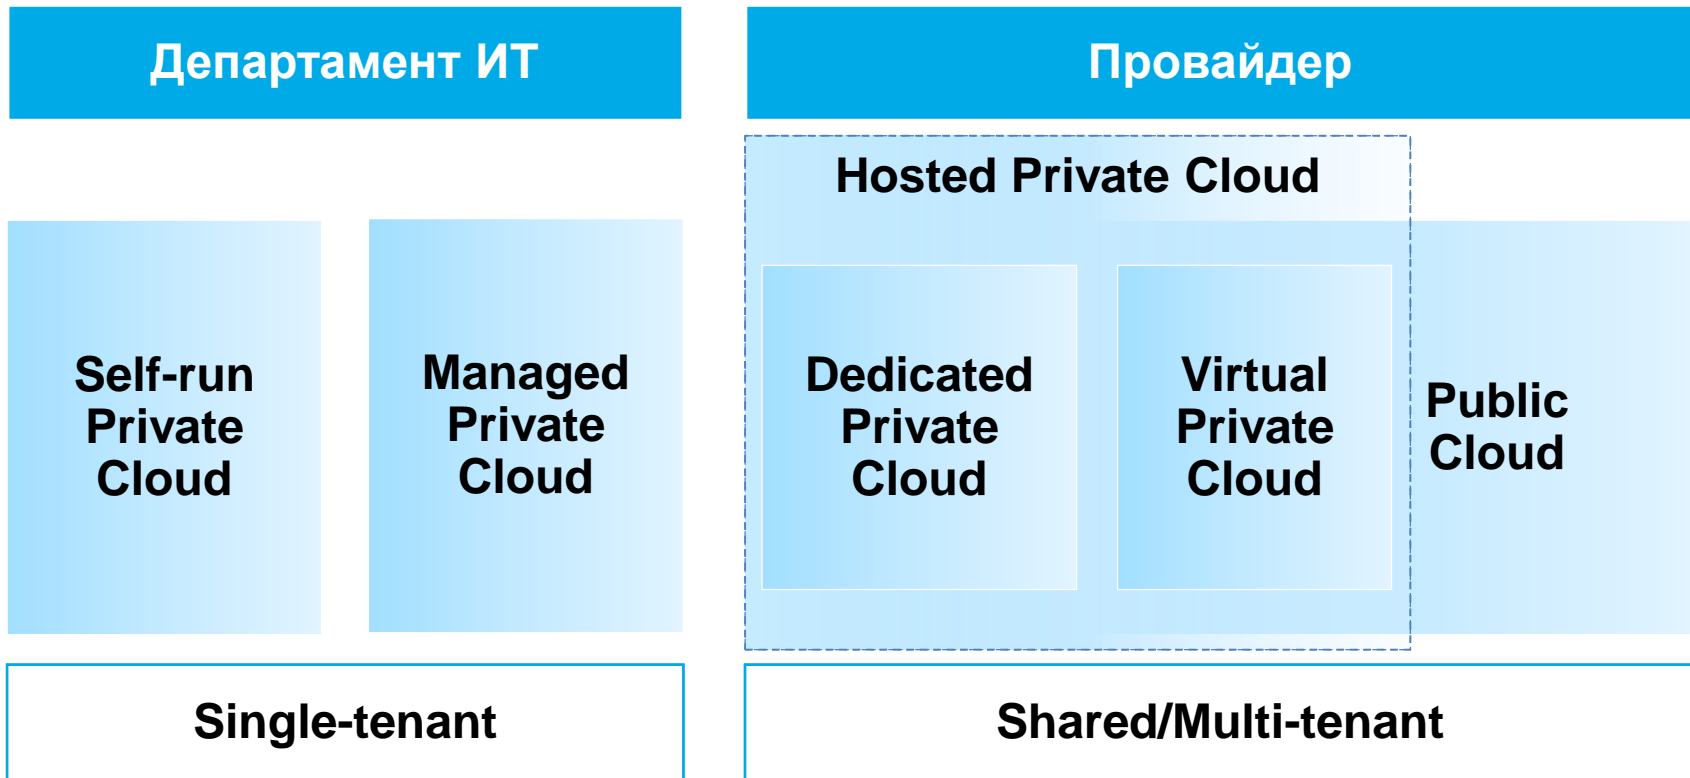 Департамент ИТ
Провайдер
Hosted Private Cloud
Self-run
Private
Cloud
Managed
Private
Cloud
Dedicated
Private
Cloud
Virtual
Private
Cloud
Public
Cloud
Single-tenant
Shared/Multi-tenant